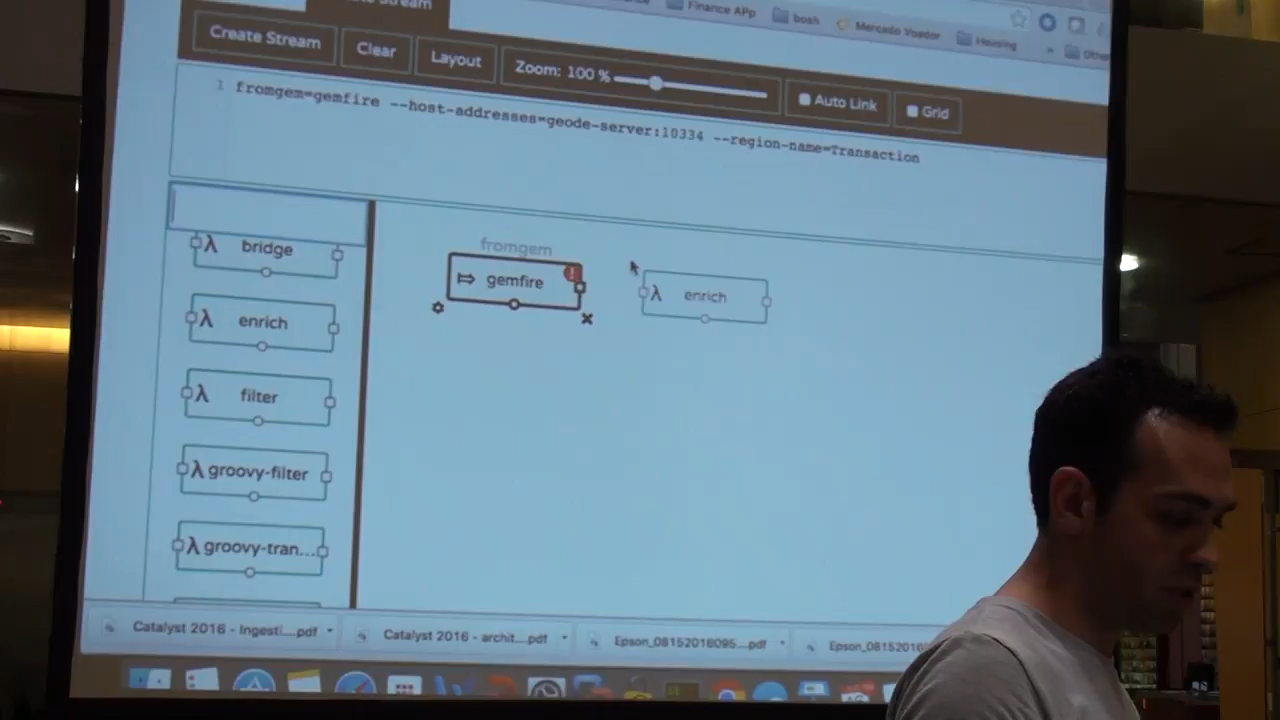 Stream
Finance APp
bosh
Mercado Voador
Housing
Create Stream
Clear
Layout
Zoom: 100 %
Auto Link
Grid
1 fromgem=gemfire --host-addresses=geode-server:10334 --region-name=Transaction
bridge
fromgem
gemfire
enrich
enrich
filter
groovy-filter
groovy-tran...
Catalyst 2016 - Ingesti....pdf
Catalyst 2016 - archit...pdf
Epson_08152016095...pdf